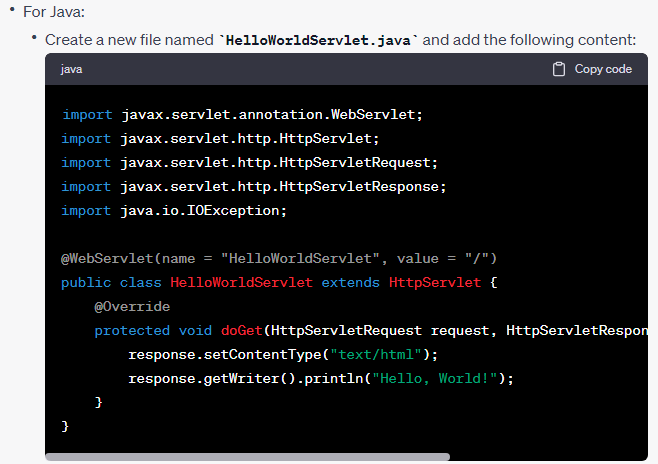 For Java:
Create a new file named `HelloWorldServlet.java` and add the following content:
java Copy code
import javax.servlet.annotation.WebServlet;
import javax.servlet.http.HttpServlet;
import javax.servlet.http.HttpServletRequest;
import javax.servlet.http.HttpServletResponse;
import java.io.IOException;
@WebServlet(name = "HelloWorldServlet", value = "/")
public class HelloWorldServlet extends HttpServlet {
@Override
protected void doGet(HttpServletRequest request, HttpServletRespon
response.setContentType("text/html");
response.getWriter().println("Hello, World!");
}
}